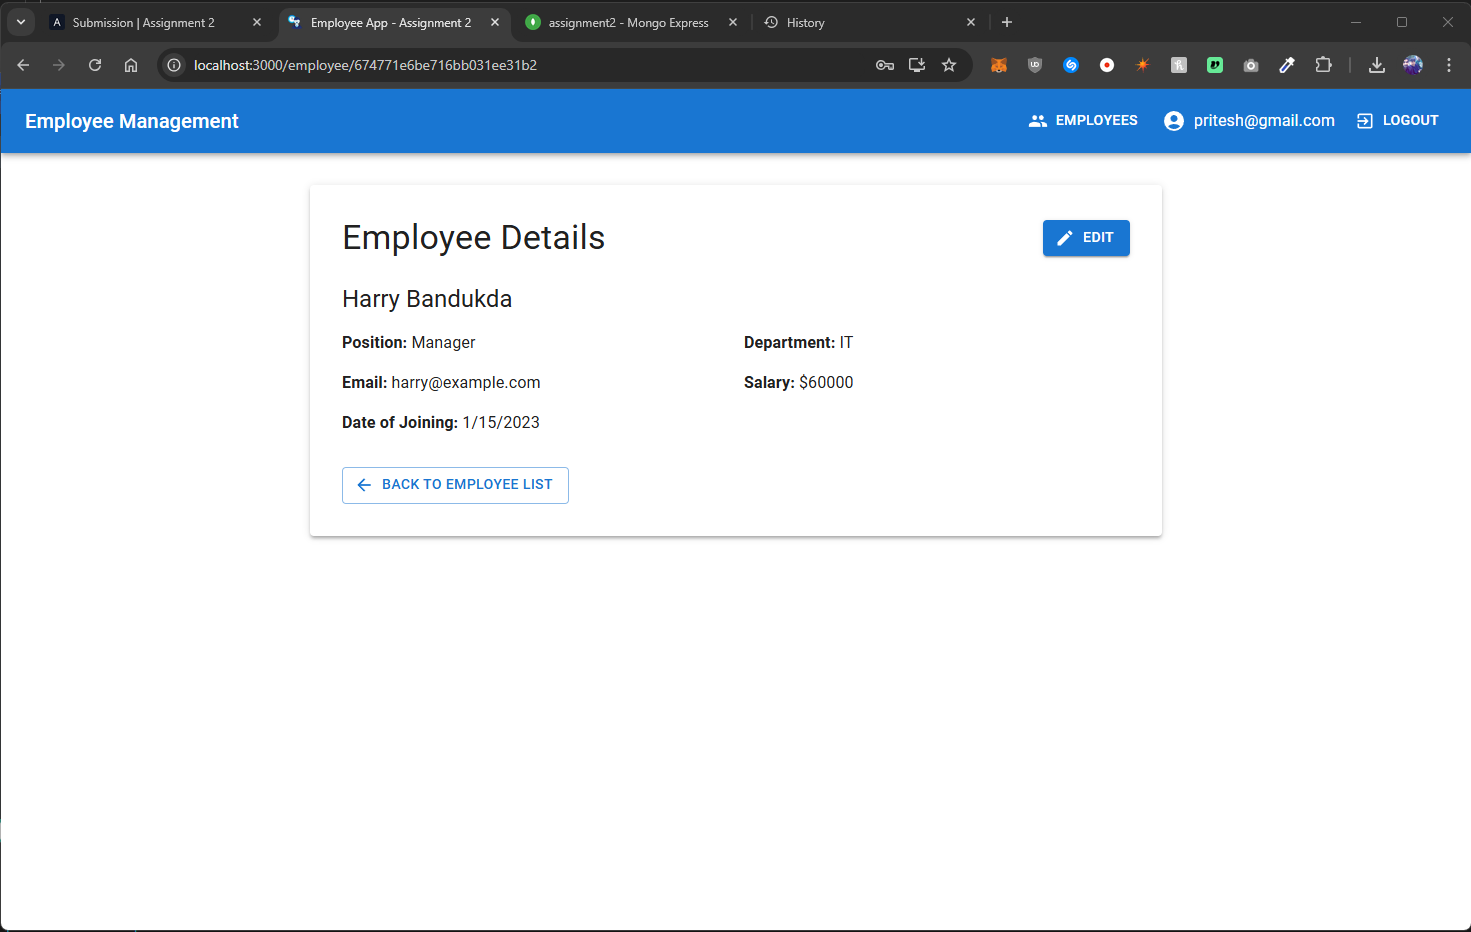 Submission | Assignment 2
Employee App - Assignment 2
assignment2 - Mongo Express
History
localhost:3000/employee/674771e6be716bb031ee31b2
Employee Management
EMPLOYEES
pritesh@gmail.com
LOGOUT
Employee Details
EDIT
Harry Bandukda
Position: Manager
Department: IT
Email: harry@example.com
Salary: $60000
Date of Joining: 1/15/2023
BACK TO EMPLOYEE LIST